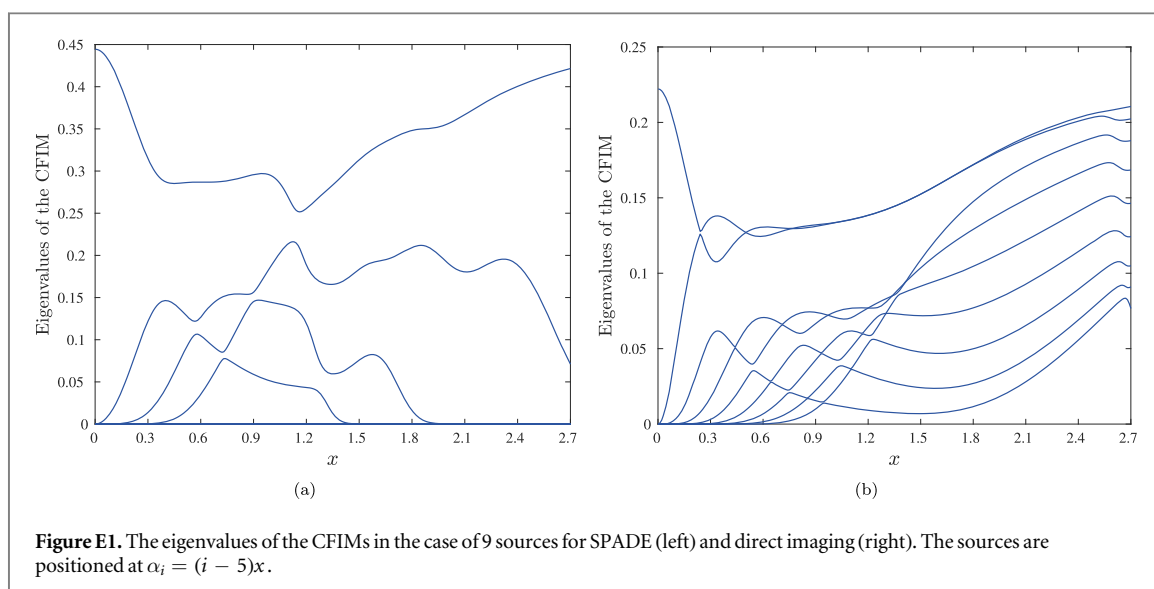 0.45
0.4
0.35
0.3
0.25
0.2
0.15
0.1
0.05
0
Eigenvalues of the CFIM
0 0.3 0.6 0.9 1.2 1.5 1.8 2.1 2.4 2.7
x
(a)
0.25
0.2
0.15
0.1
0.05
0
Eigenvalues of the CFIM
0 0.3 0.6 0.9 1.2 1.5 1.8 2.1 2.4 2.7
x
(b)
Figure E1. The eigenvalues of the CFIMs in the case of 9 sources for SPADE (left) and direct imaging (right). The sources are
positioned at αᵢ = (i − 5)x.